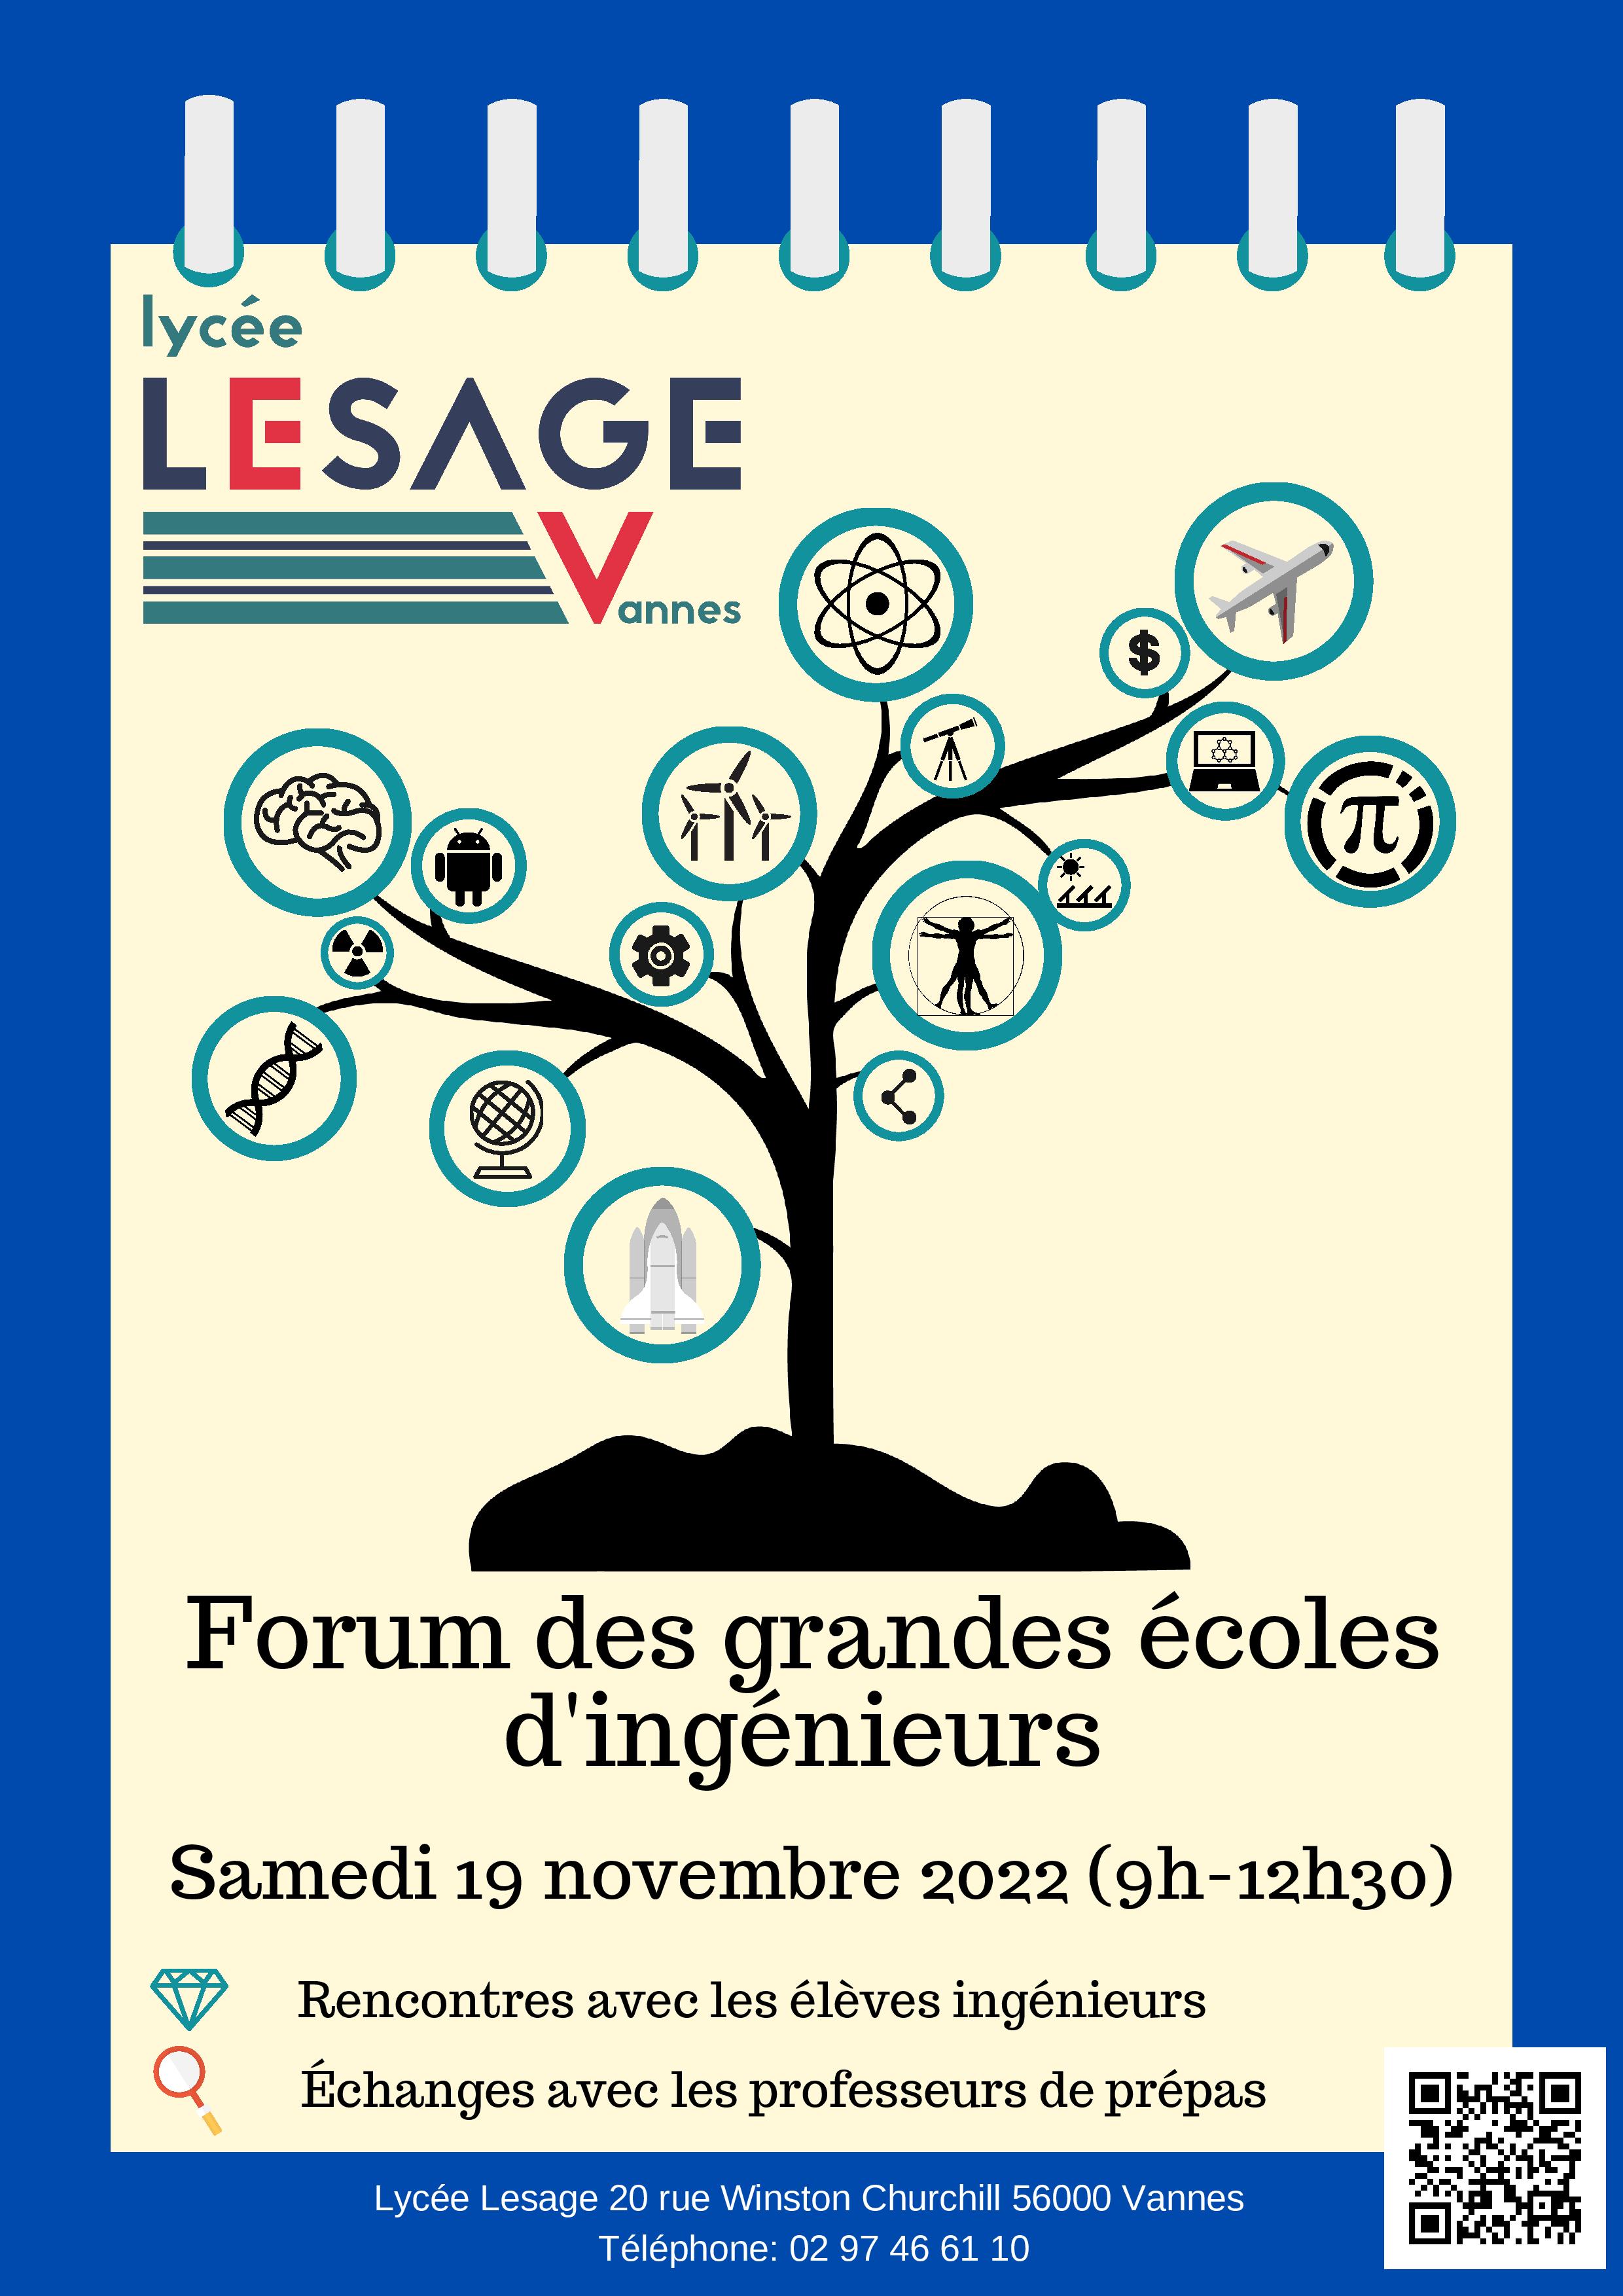 lycée
LESAGE
Vannes
$
π
Forum des grandes écoles
d'ingénieurs
Samedi 19 novembre 2022 (9h-12h30)
Rencontres avec les élèves ingénieurs
Échanges avec les professeurs de prépas
Lycée Lesage 20 rue Winston Churchill 56000 Vannes
Téléphone: 02 97 46 61 10